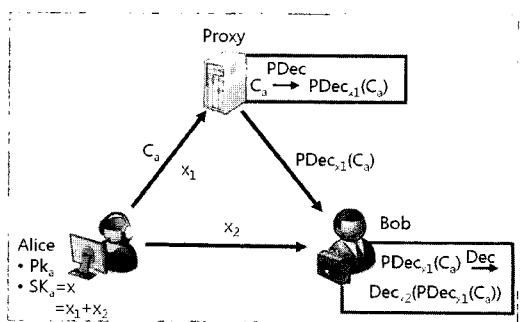 Proxy
PDec
Cₐ → PDecₓ₁(Cₐ)
Cₐ
x₁
PDecₓ₁(Cₐ)
x₂
Bob
Alice
• Pkₐ
• SKₐ=x
=x₁+x₂
PDecₓ₁(Cₐ) Dec →
Decₓ₂(PDecₓ₁(Cₐ))